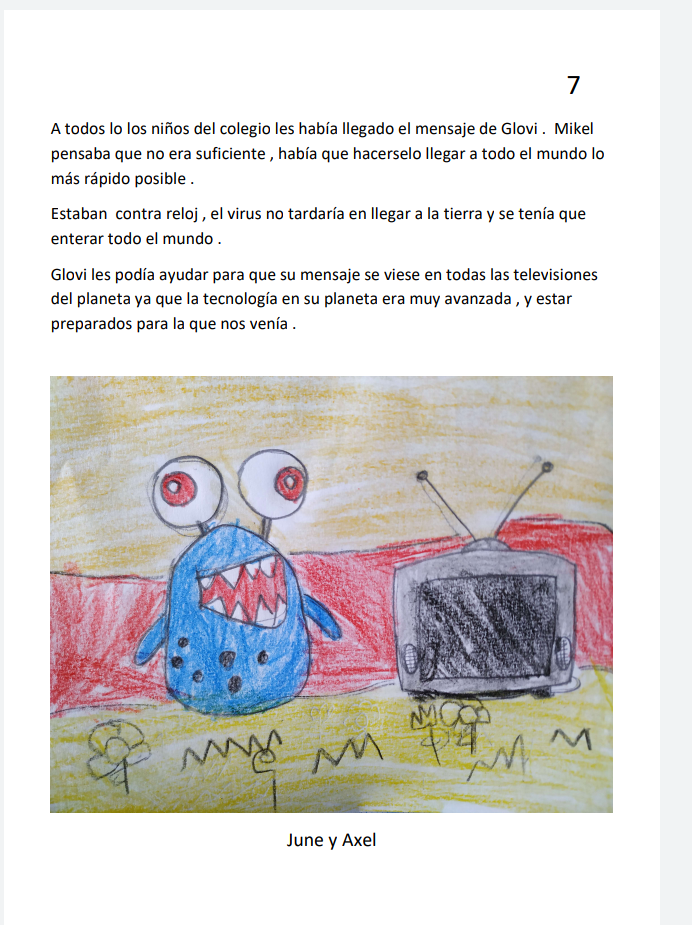 7
A todos lo los niños del colegio les había llegado el mensaje de Glovi .  Mikel
pensaba que no era suficiente , había que hacerselo llegar a todo el mundo lo
más rápido posible .
Estaban  contra reloj , el virus no tardaría en llegar a la tierra y se tenía que
enterar todo el mundo .
Glovi les podía ayudar para que su mensaje se viese en todas las televisiones
del planeta ya que la tecnología en su planeta era muy avanzada , y estar
preparados para la que nos venía .
June y Axel